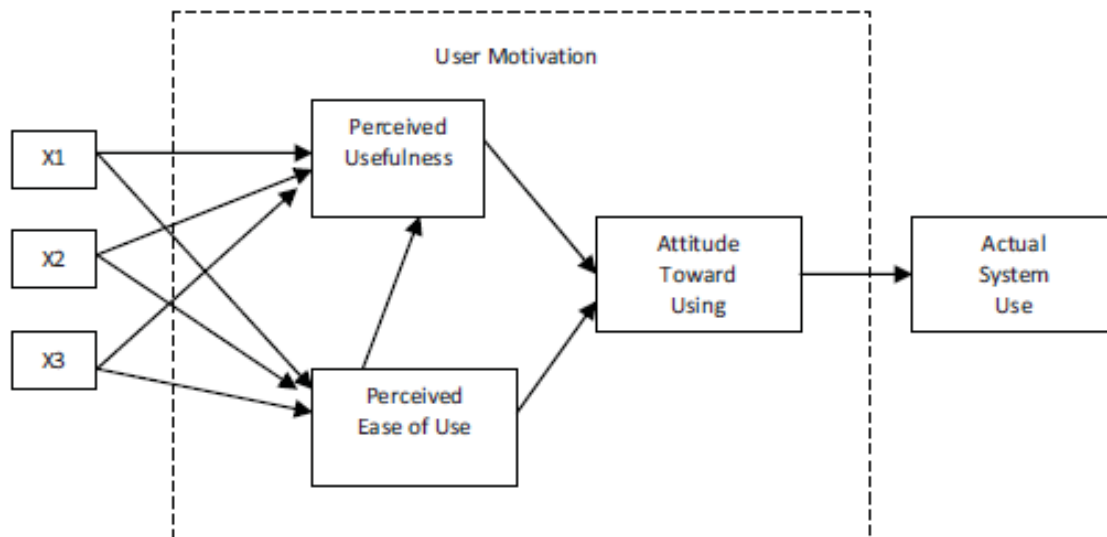 User Motivation
X1
X2
X3
Perceived
Usefulness
Perceived
Ease of Use
Attitude
Toward
Using
Actual
System
Use